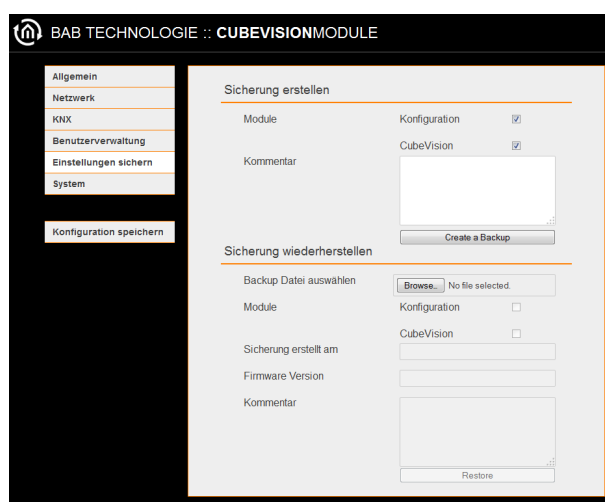 BAB TECHNOLOGIE :: CUBEVISIONMODULE
Allgemein
Netzwerk
KNX
Benutzerverwaltung
Einstellungen sichern
System
Konfiguration speichern
Sicherung erstellen
Module
Konfiguration
CubeVision
Kommentar
Create a Backup
Sicherung wiederherstellen
Backup Datei auswählen
Browse_ No file selected.
Module
Konfiguration
CubeVision
Sicherung erstellt am
Firmware Version
Kommentar
Restore